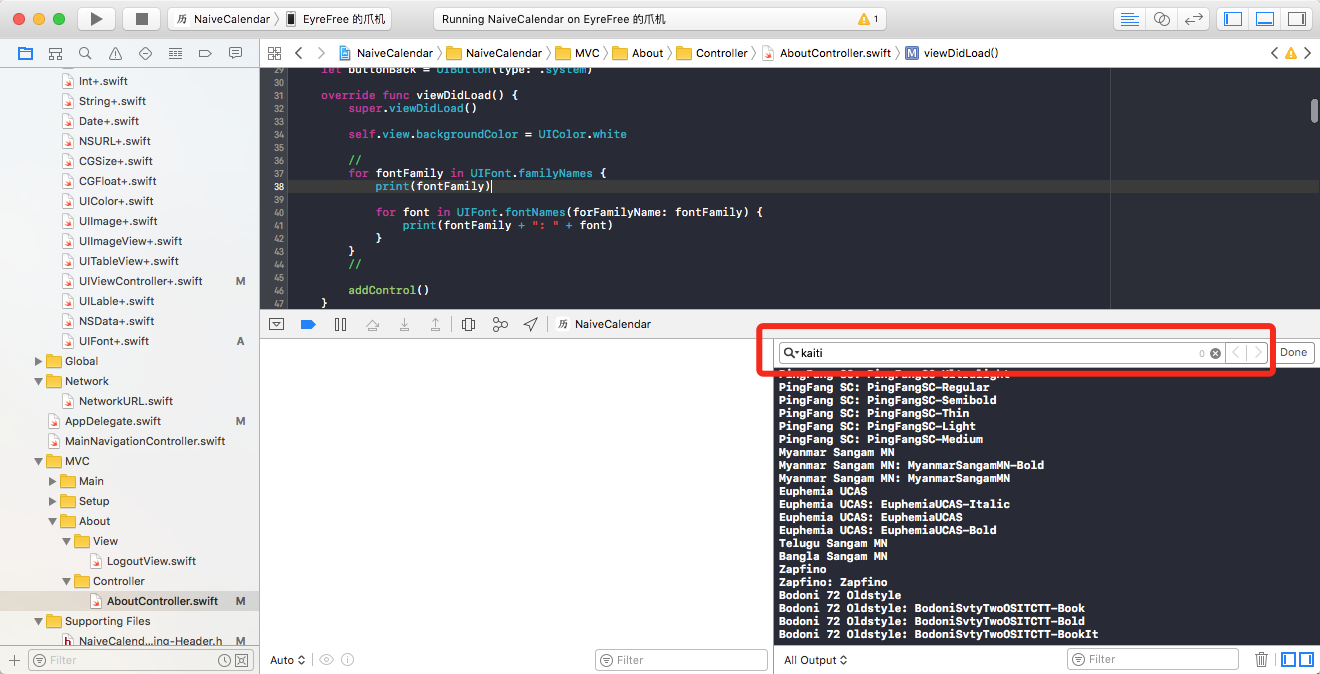 历 NaiveCalendar 〉 EyreFree 的爪机
Running NaiveCalendar on EyreFree 的爪机
1
NaiveCalendar 〉 NaiveCalendar 〉 MVC 〉 About 〉 Controller 〉 AboutController.swift 〉 M viewDidLoad()
Int+.swift
String+.swift
Date+.swift
NSURL+.swift
CGSize+.swift
CGFloat+.swift
UIColor+.swift
UIImage+.swift
UIImageView+.swift
UITableView+.swift
UIViewController+.swift M
UILable+.swift
NSData+.swift
UIFont+.swift A
Global
Network
NetworkURL.swift
AppDelegate.swift M
MainNavigationController.swift
MVC
Main
Setup
About
View
LogoutView.swift
Controller
AboutController.swift M
Supporting Files
h NaiveCalend...ing-Header.h M
Filter
29 let buttonBack = UIButton(type: .system)
30
31 override func viewDidLoad() {
32 super.viewDidLoad()
33
34 self.view.backgroundColor = UIColor.white
35
36 //
37 for fontFamily in UIFont.familyNames {
38 print(fontFamily)
39
40 for font in UIFont.fontNames(forFamilyName: fontFamily) {
41 print(fontFamily + ": " + font)
42 }
43 }
44 //
45
46 addControl()
47 }
历 NaiveCalendar
kaiti 0 Done
PingFang SC: PingFangSC-Ultralight
PingFang SC: PingFangSC-Regular
PingFang SC: PingFangSC-Semibold
PingFang SC: PingFangSC-Thin
PingFang SC: PingFangSC-Light
PingFang SC: PingFangSC-Medium
Myanmar Sangam MN
Myanmar Sangam MN: MyanmarSangamMN-Bold
Myanmar Sangam MN: MyanmarSangamMN
Euphemia UCAS
Euphemia UCAS: EuphemiaUCAS-Italic
Euphemia UCAS: EuphemiaUCAS
Euphemia UCAS: EuphemiaUCAS-Bold
Telugu Sangam MN
Bangla Sangam MN
Zapfino
Zapfino: Zapfino
Bodoni 72 Oldstyle
Bodoni 72 Oldstyle: BodoniSvtyTwoOSITCTT-Book
Bodoni 72 Oldstyle: BodoniSvtyTwoOSITCTT-Bold
Bodoni 72 Oldstyle: BodoniSvtyTwoOSITCTT-BookIt
Auto
Filter
All Output
Filter